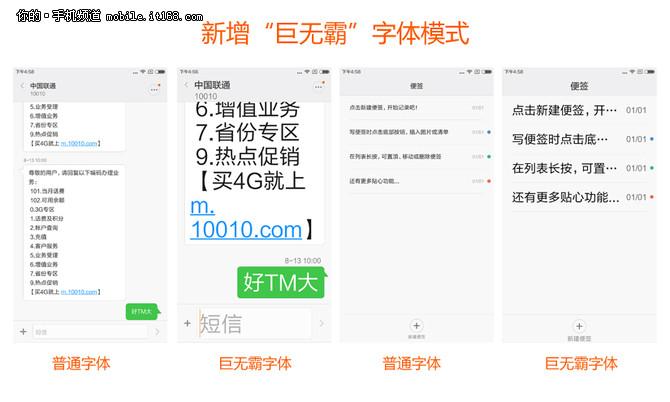 你的·手机频道 mobile.it168.com
新增“巨无霸”字体模式
下午4:58
中国联通
10010
5.业务受理
6.增值业务
7.省份专区
9.热点促销
【买4G就上 m.10010.com】
8-13 10:00
尊敬的用户，请回复以下编码办理业
务：
101.当月话费
102.可用余额
0.3G专区
1.话费及积分
2.帐户查询
3.充值
4.客户服务
5.业务受理
6.增值业务
7.省份专区
9.热点促销
【买4G就上 m.10010.com】
好TM大
短信
普通字体
下午4:58
中国联通
10010
6.增值业务
7.省份专区
9.热点促销
【买4G就上
m.
10010.com】
8-13 10:00
好TM大
短信
巨无霸字体
下午4:58
便签
点击新建便签，开始记录吧！ 01/01
写便签时点击底部按钮，插入图片或清单 01/01
在列表长按，可置顶、移动或删除便签 01/01
还有更多贴心功能... 01/01
新建便签
普通字体
下午4:58
便签
点击新建便签，开… 01/01
写便签时点击底… 01/01
在列表长按，可置… 01/01
还有更多贴心功… 01/01
新建便签
巨无霸字体